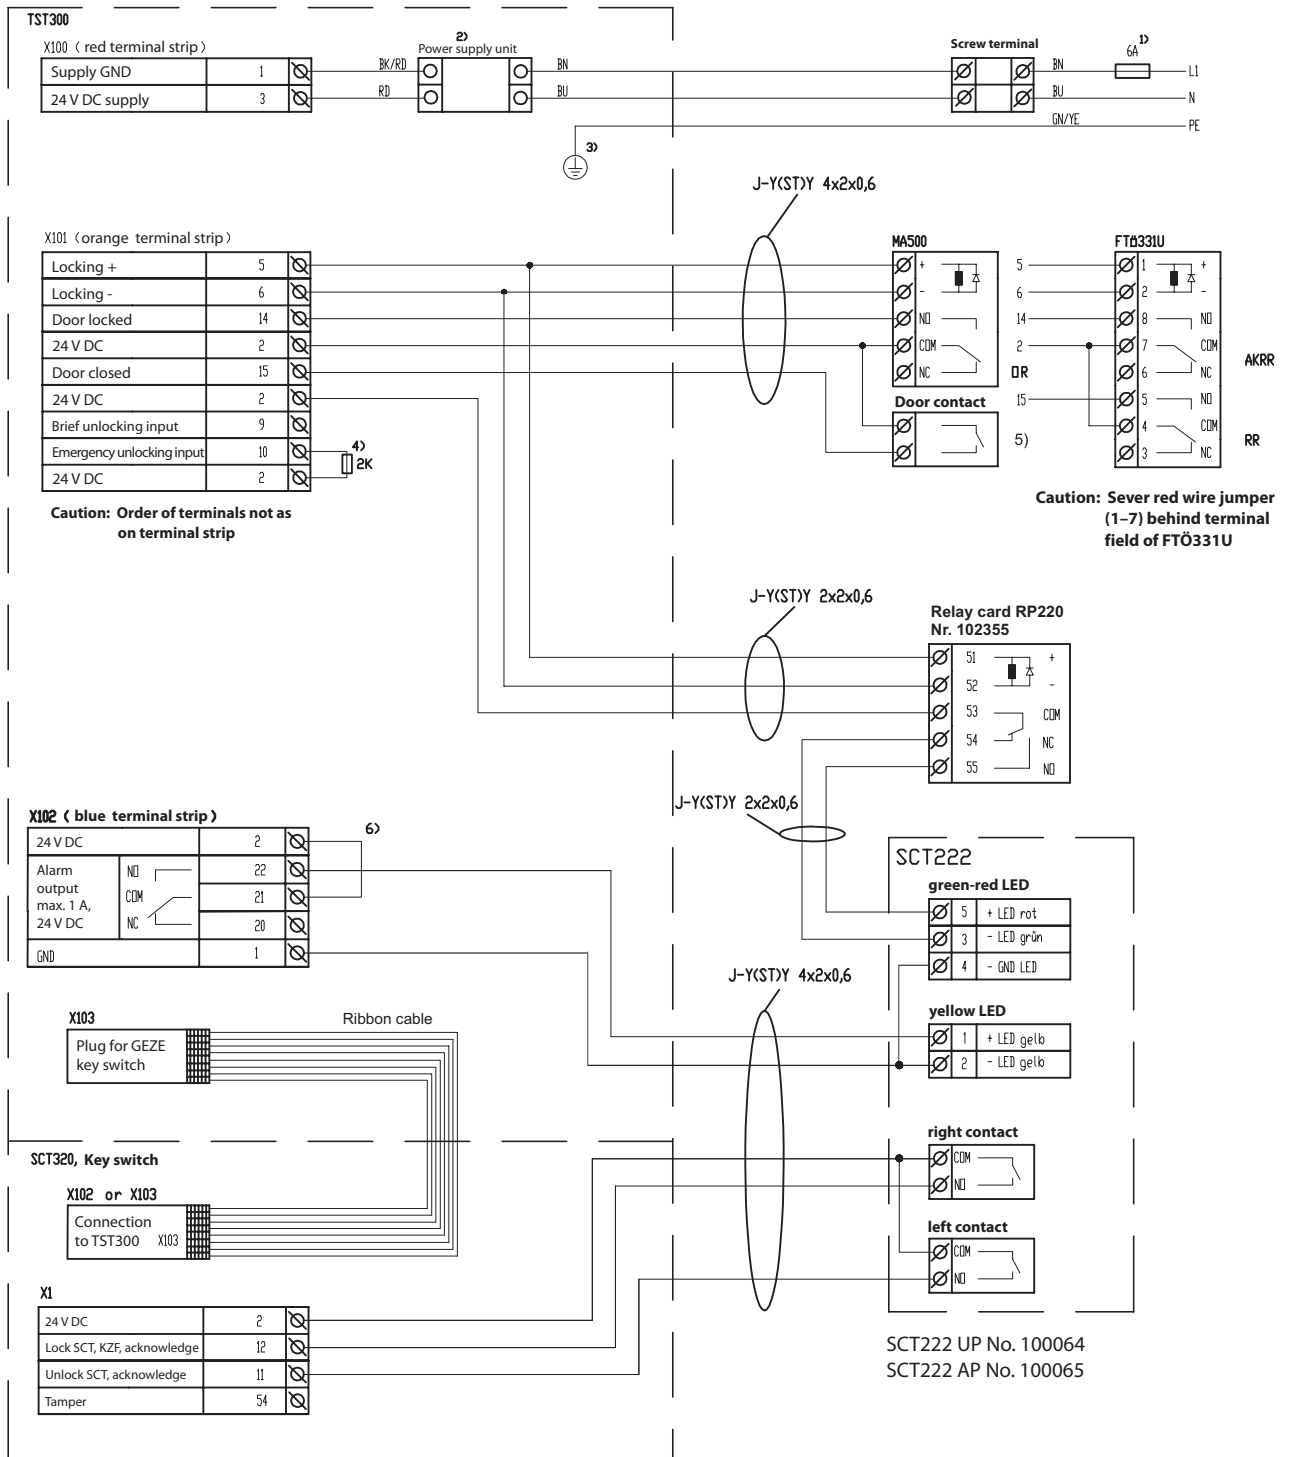 TST300
X100 ( red terminal strip )
Supply GND 1
24 V DC supply 3
BK/RD
RD
2)
Power supply unit
BN
BU
Screw terminal
BN
BU
GN/YE
1)
6A
L1
N
PE
3)
J-Y(ST)Y 4x2x0,6
X101 (orange terminal strip )
Locking + 5
Locking - 6
Door locked 14
24 V DC 2
Door closed 15
24 V DC 2
Brief unlocking input 9
Emergency unlocking input 10
24 V DC 2
4)
2K
Caution: Order of terminals not as
on terminal strip
MA500
+
-
NO
COM
NC
Door contact
5)
5
6
14
2
OR
15
FTÖ331U
1 +
2 -
8 NO
7 COM
6 NC
5 NO
4 COM
3 NC
AKRR
RR
Caution: Sever red wire jumper
(1–7) behind terminal
field of FTÖ331U
J-Y(ST)Y 2x2x0,6
Relay card RP220
Nr. 102355
51 +
52 -
53 COM
54 NC
55 NO
J-Y(ST)Y 2x2x0,6
X102 ( blue terminal strip )
24 V DC 2
Alarm
output
max. 1 A,
24 V DC
NO 22
COM 21
NC 20
GND 1
6)
SCT222
green-red LED
5 + LED rot
3 - LED grün
4 - GND LED
J-Y(ST)Y 4x2x0,6
yellow LED
1 + LED gelb
2 - LED gelb
X103
Plug for GEZE
key switch
Ribbon cable
right contact
COM
NO
left contact
COM
NO
SCT320, Key switch
X102 or X103
Connection
to TST300 X103
X1
24 V DC 2
Lock SCT, KZF, acknowledge 12
Unlock SCT, acknowledge 11
Tamper 54
SCT222 UP No. 100064
SCT222 AP No. 100065